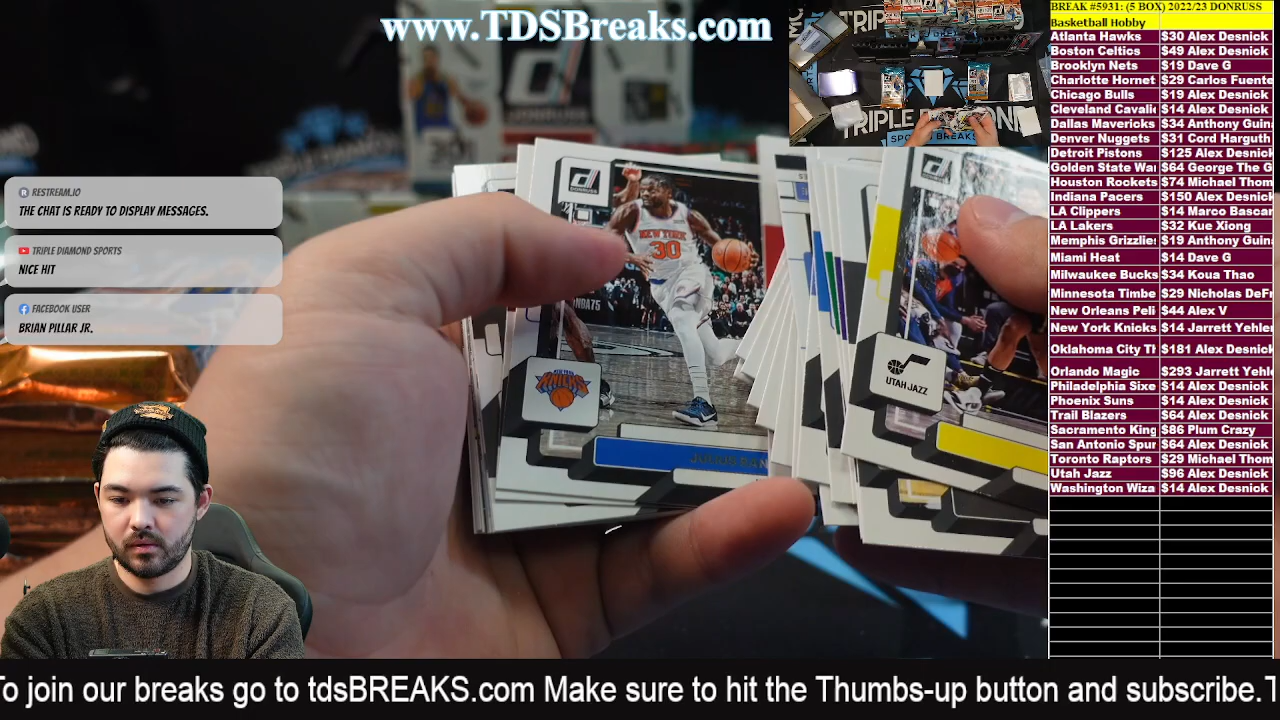 www.TDSBreaks.com
BREAK #5931: (5 BOX) 2022/23 DONRUSS
Basketball Hobby
Atlanta Hawks $30 Alex Desnick
Boston Celtics $49 Alex Desnick
Brooklyn Nets $19 Dave G
Charlotte Hornet $29 Carlos Fuente
Chicago Bulls $19 Alex Desnick
Cleveland Cavali $14 Alex Desnick
Dallas Mavericks $34 Anthony Guin
Denver Nuggets $31 Cord Harguth
Detroit Pistons $125 Alex Desnick
Golden State Wa $64 George The G
Houston Rockets $74 Michael Thom
Indiana Pacers $150 Alex Desnick
LA Clippers $14 Marco Bascar
LA Lakers $32 Kue Xiong
Memphis Grizzlie $19 Anthony Guin
Miami Heat $14 Dave G
Milwaukee Bucks $34 Koua Thao
Minnesota Timbe $29 Nicholas DeFr
New Orleans Peli $44 Alex V
New York Knicks $14 Jarrett Yehler
Oklahoma City Th $181 Alex Desnick
Orlando Magic $293 Jarrett Yehle
Philadelphia Sixe $14 Alex Desnick
Phoenix Suns $14 Alex Desnick
Trail Blazers $64 Alex Desnick
Sacramento King $86 Plum Crazy
San Antonio Spur $64 Alex Desnick
Toronto Raptors $29 Michael Thom
Utah Jazz $96 Alex Desnick
Washington Wiza $14 Alex Desnick
RESTREAM.IO
THE CHAT IS READY TO DISPLAY MESSAGES.
TRIPLE DIAMOND SPORTS
NICE HIT
FACEBOOK USER
BRIAN PILLAR JR.
DONRUSS
NEW YORK
30
NBA75
KNICKS
JULIUS RAN
UTAH JAZZ
TRIPLE
BREAKS
To join our breaks go to tdsBREAKS.com Make sure to hit the Thumbs-up button and subscribe.T